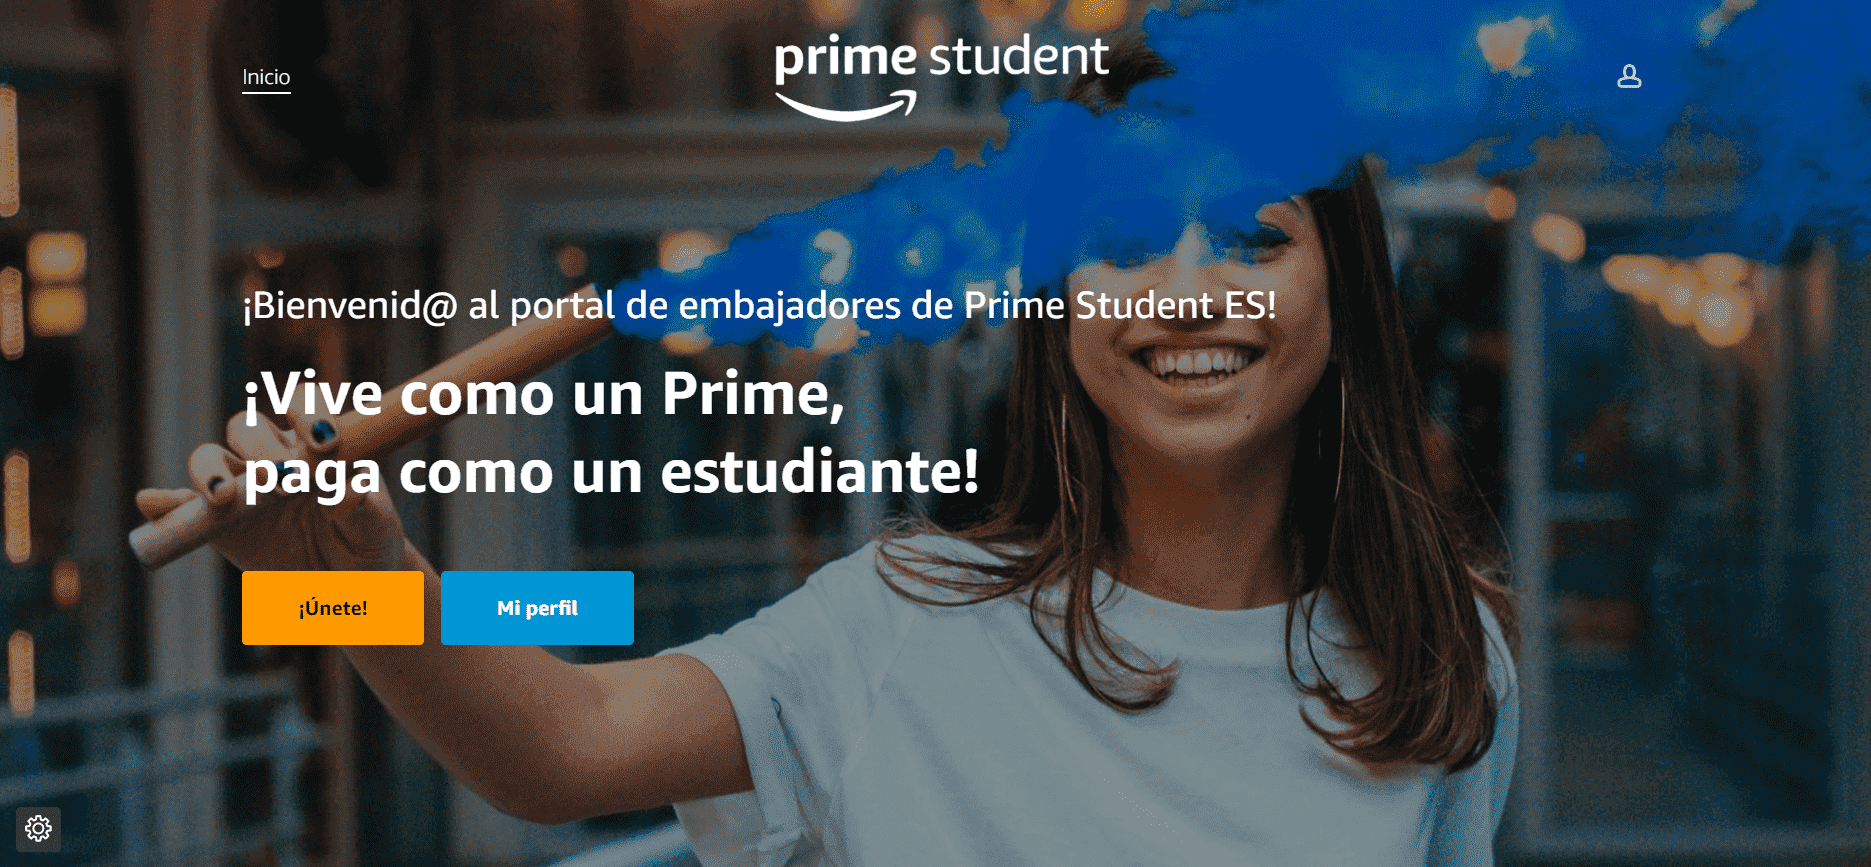 Inicio
prime student
¡Bienvenid@ al portal de embajadores de Prime Student ES!
¡Vive como un Prime,
paga como un estudiante!
¡Únete!
Mi perfil